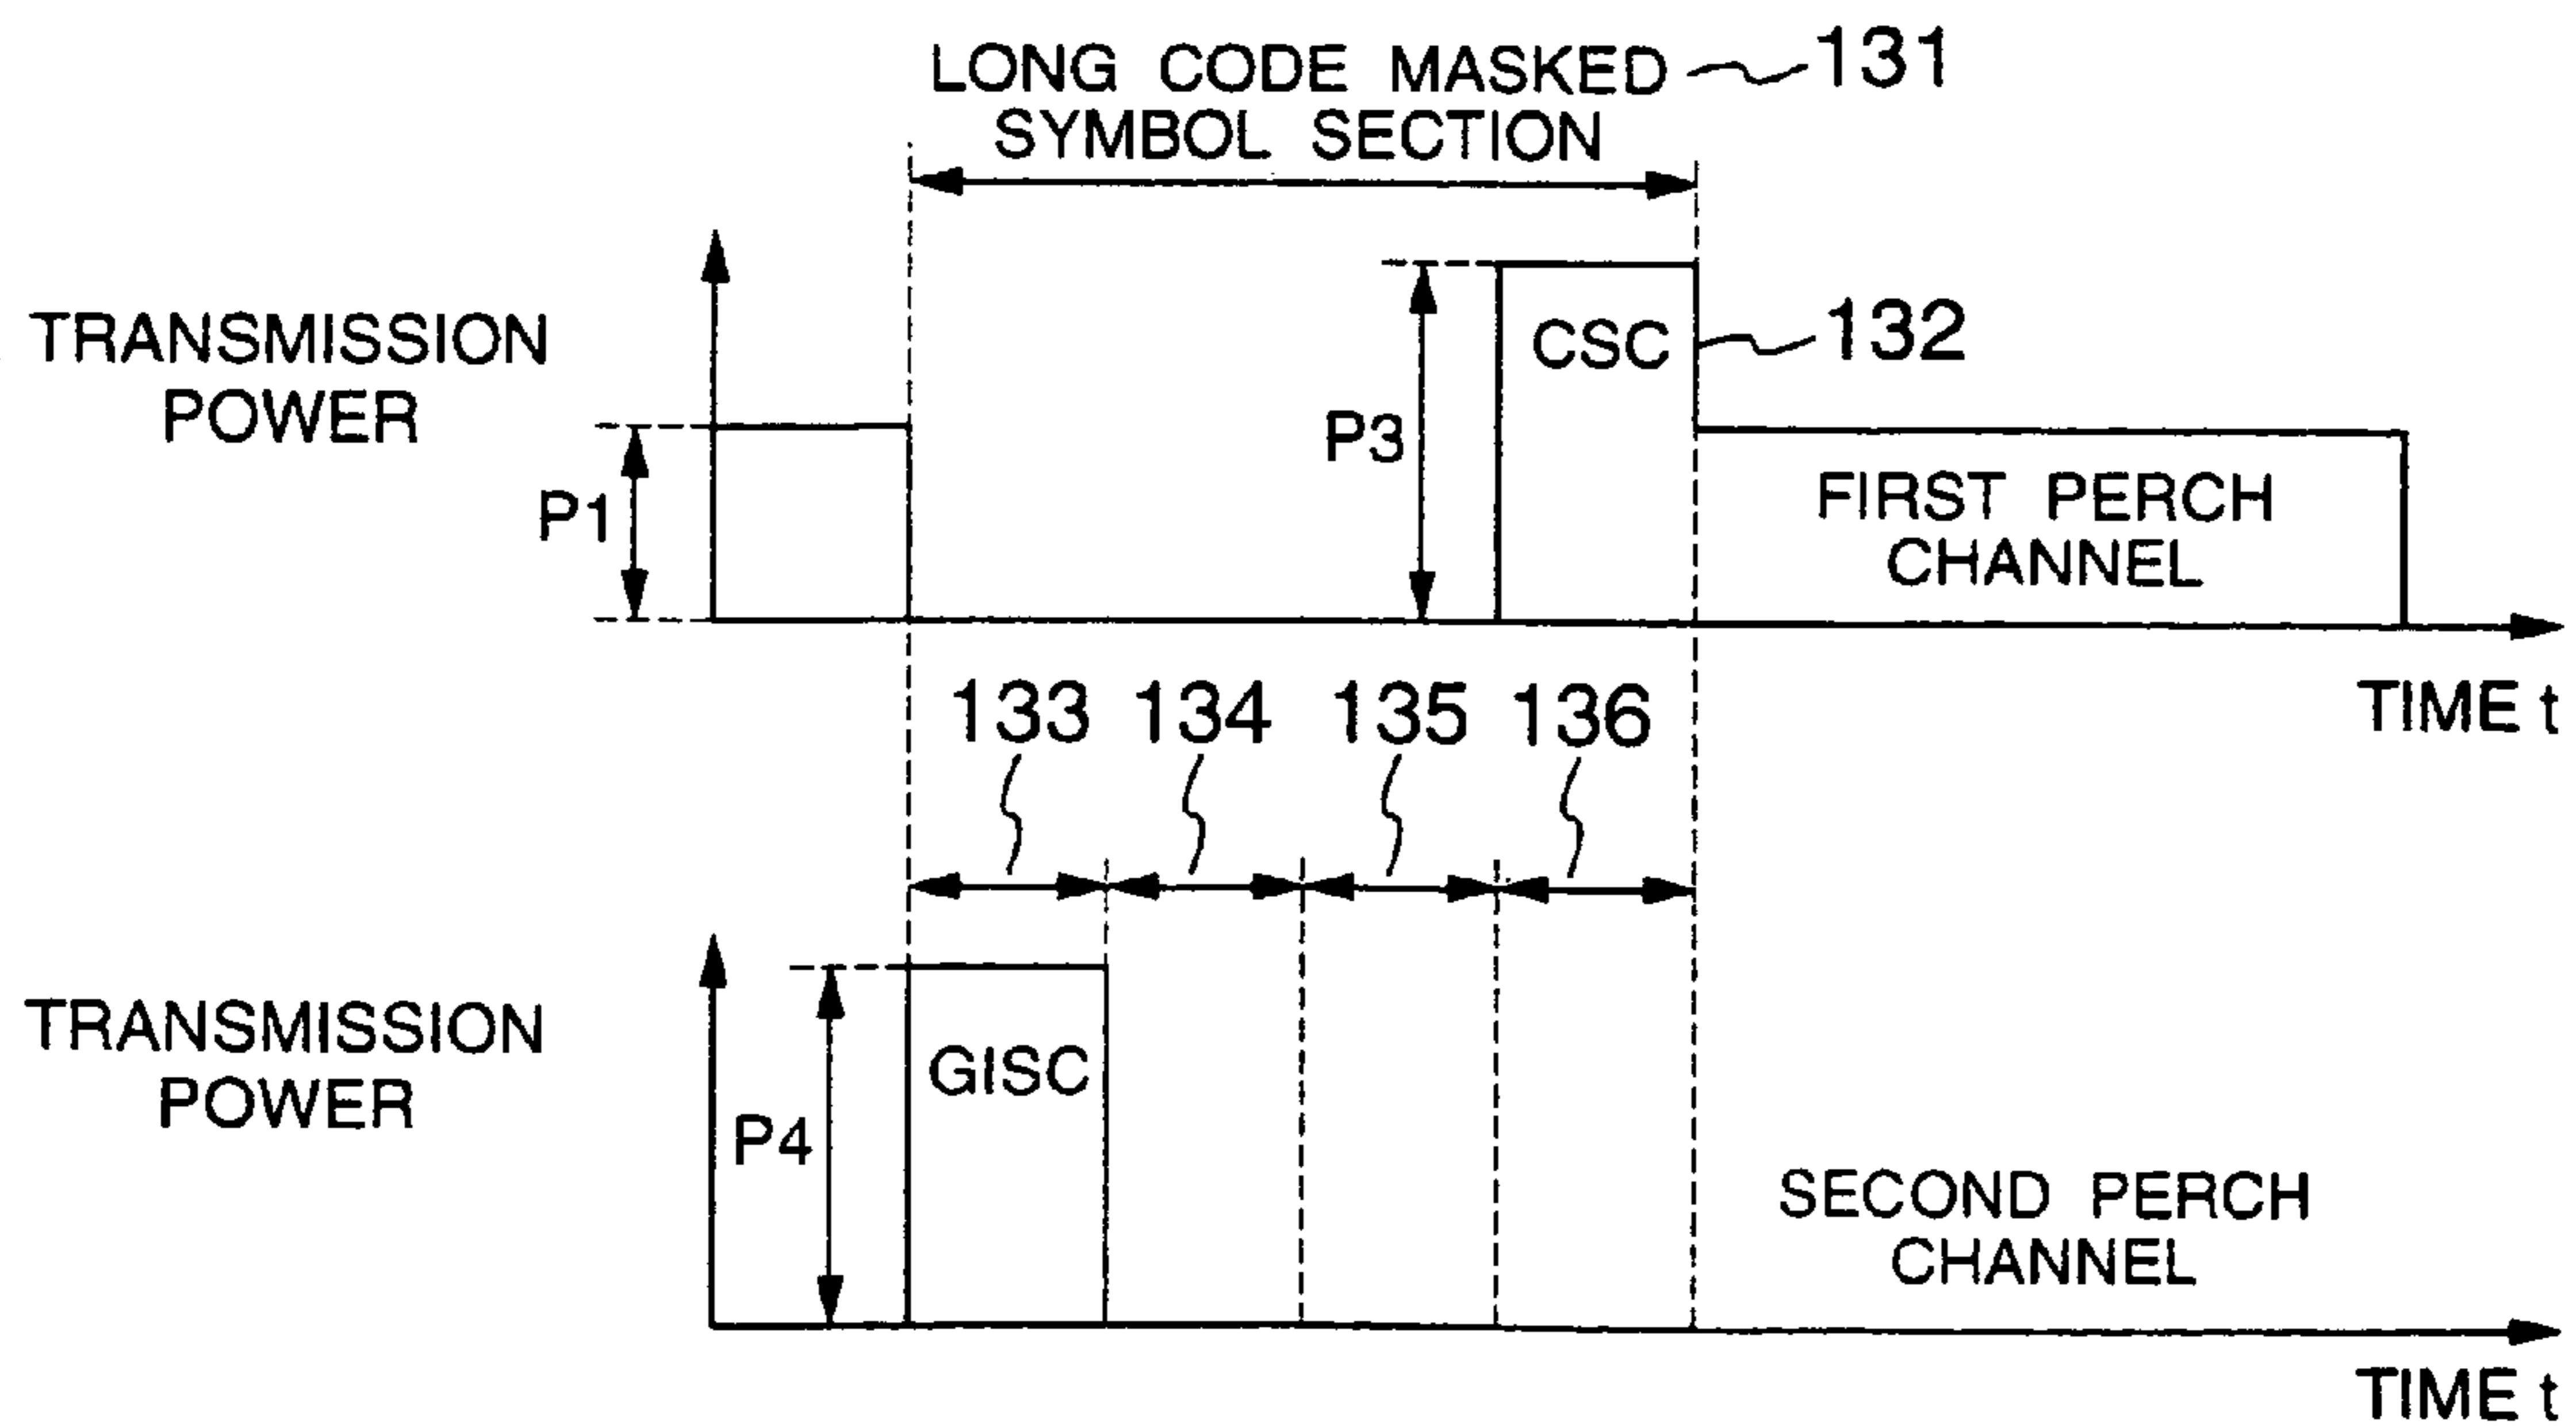 LONG CODE MASKED 131
SYMBOL SECTION
TRANSMISSION
POWER
P1
P3
CSC
132
FIRST PERCH
CHANNEL
TIME t
133 134 135 136
TRANSMISSION
POWER
P4
GISC
SECOND PERCH
CHANNEL
TIME t